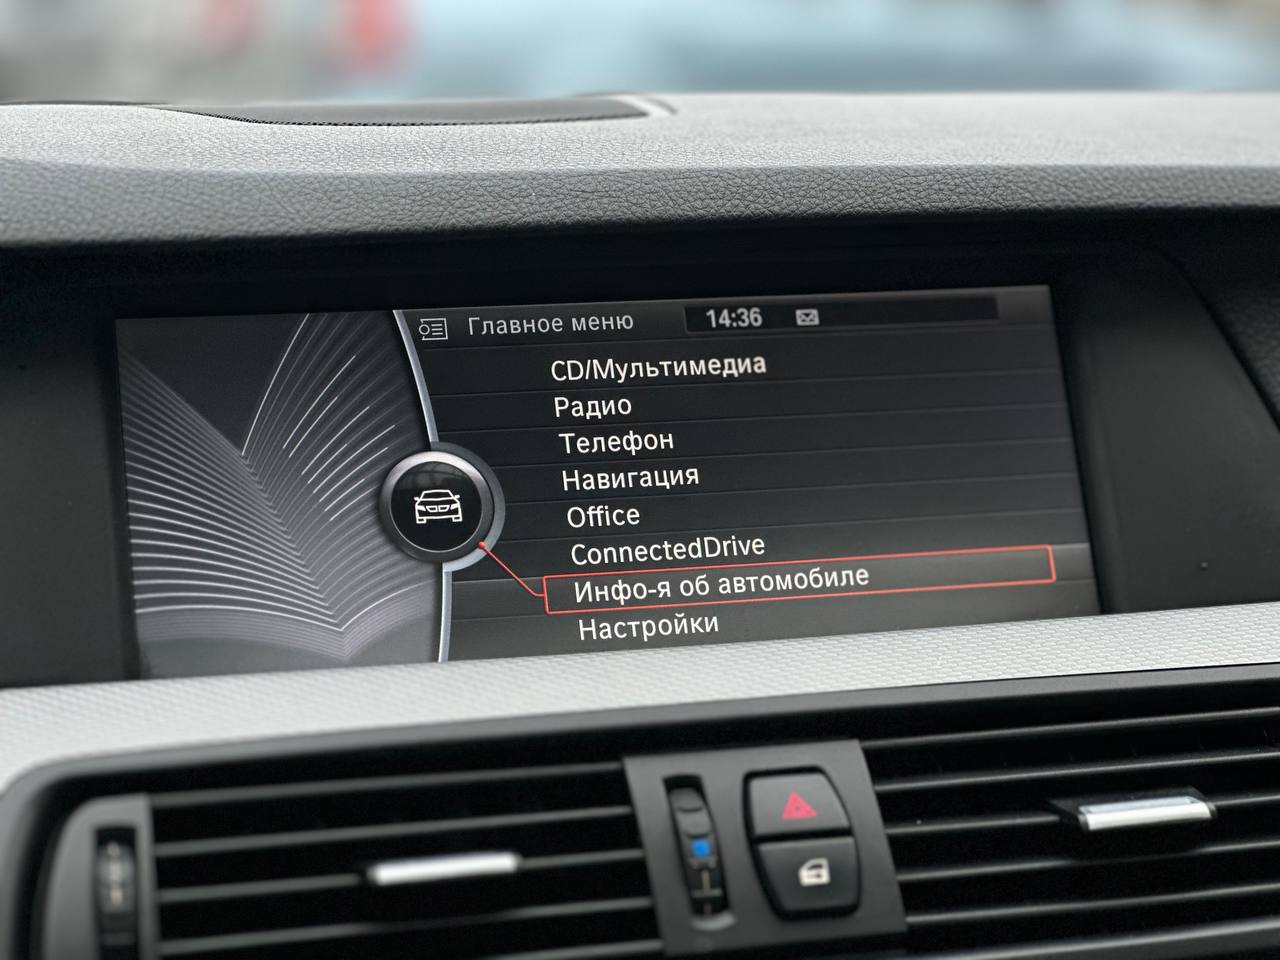 Главное меню 14:36
CD/Мультимедиа
Радио
Телефон
Навигация
Office
ConnectedDrive
Инфо-я об автомобиле
Настройки